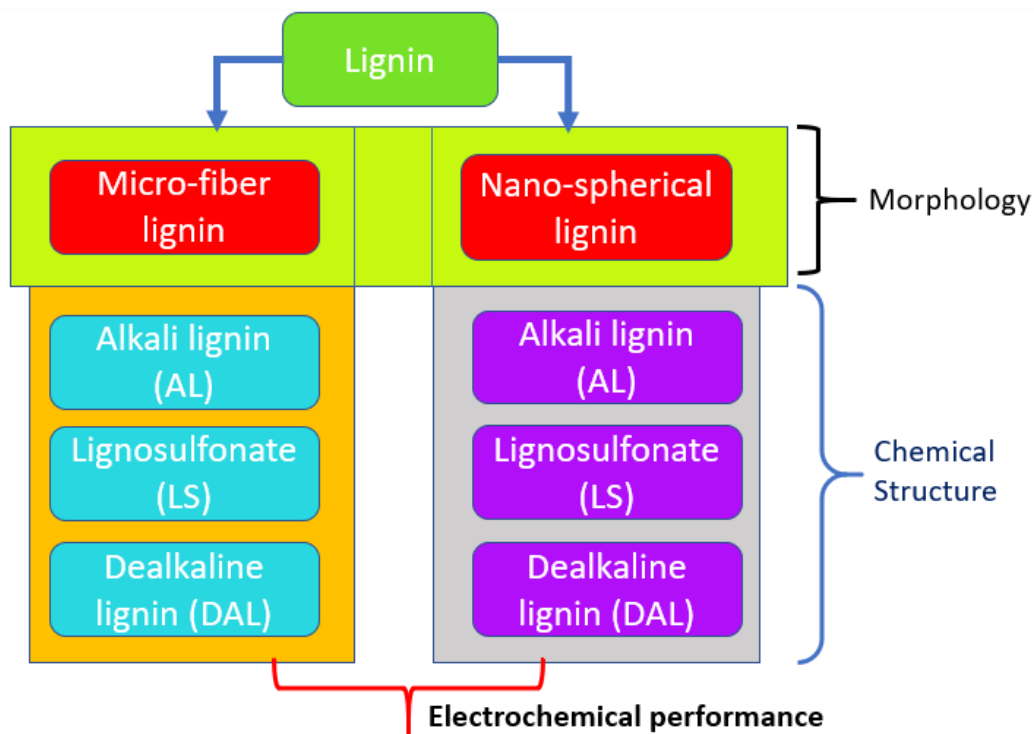 Lignin
Micro-fiber
lignin
Nano-spherical
lignin
Morphology
Alkali lignin
(AL)
Alkali lignin
(AL)
Lignosulfonate
(LS)
Lignosulfonate
(LS)
Chemical
Structure
Dealkaline
lignin (DAL)
Dealkaline
lignin (DAL)
Electrochemical performance